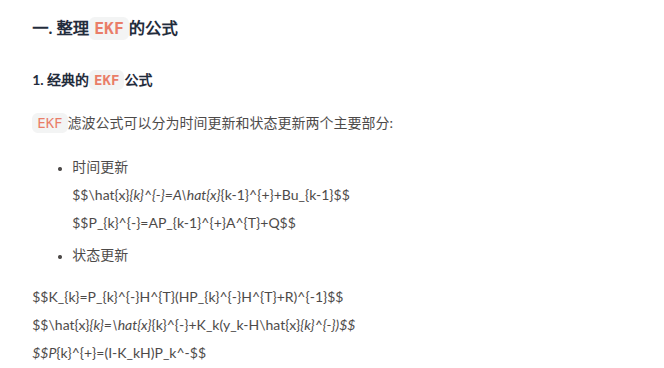 一. 整理 EKF 的公式
1. 经典的 EKF 公式
EKF 滤波公式可以分为时间更新和状态更新两个主要部分:
• 时间更新
$$\hat{x}{k}^{-}=A\hat{x}{k-1}^{+}+Bu_{k-1}$$
$$P_{k}^{-}=AP_{k-1}^{+}A^{T}+Q$$
• 状态更新
$$K_{k}=P_{k}^{-}H^{T}(HP_{k}^{-}H^{T}+R)^{-1}$$
$$\hat{x}{k}=\hat{x}{k}^{-}+K_k(y_k-H\hat{x}{k}^{-})$$
$$P{k}^{+}=(I-K_kH)P_k^-$$